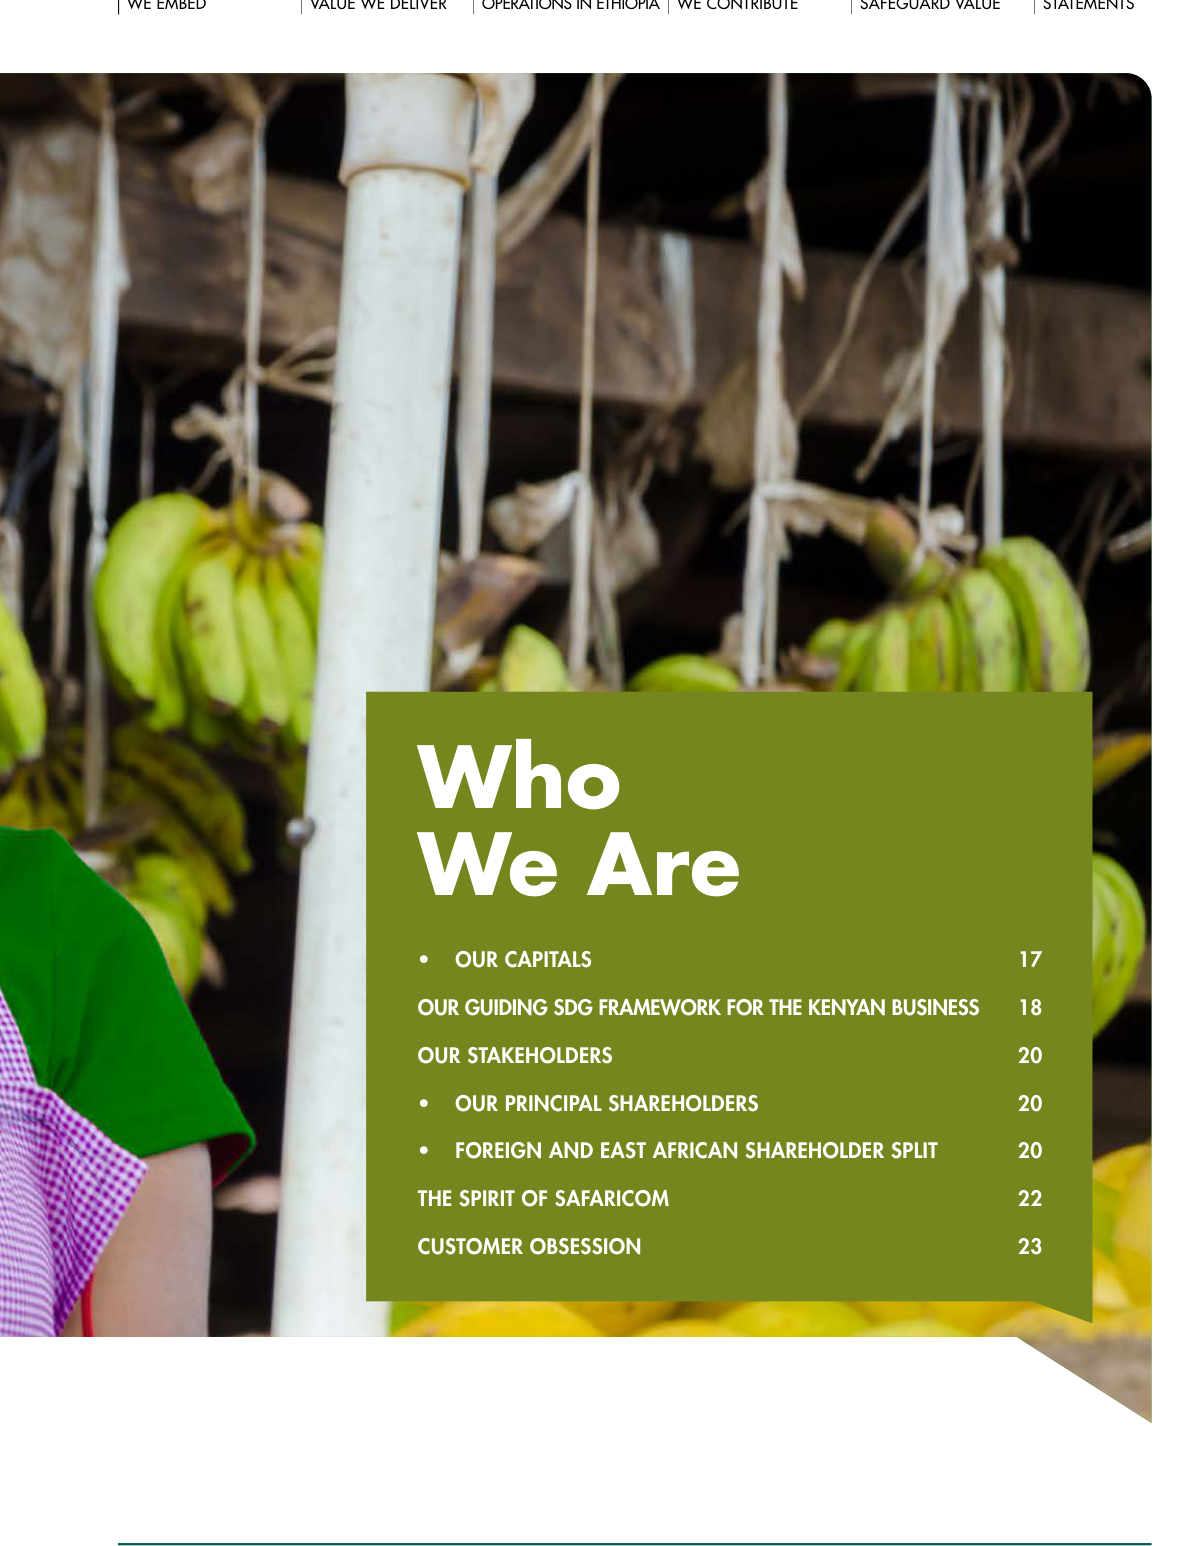 WE EMBED
VALUE WE DELIVER
OPERATIONS IN ETHIOPIA
WE CONTRIBUTE
SAFEGUARD VALUE
STATEMENTS
Who
We Are
• OUR CAPITALS 17
OUR GUIDING SDG FRAMEWORK FOR THE KENYAN BUSINESS 18
OUR STAKEHOLDERS 20
• OUR PRINCIPAL SHAREHOLDERS 20
• FOREIGN AND EAST AFRICAN SHAREHOLDER SPLIT 20
THE SPIRIT OF SAFARICOM 22
CUSTOMER OBSESSION 23